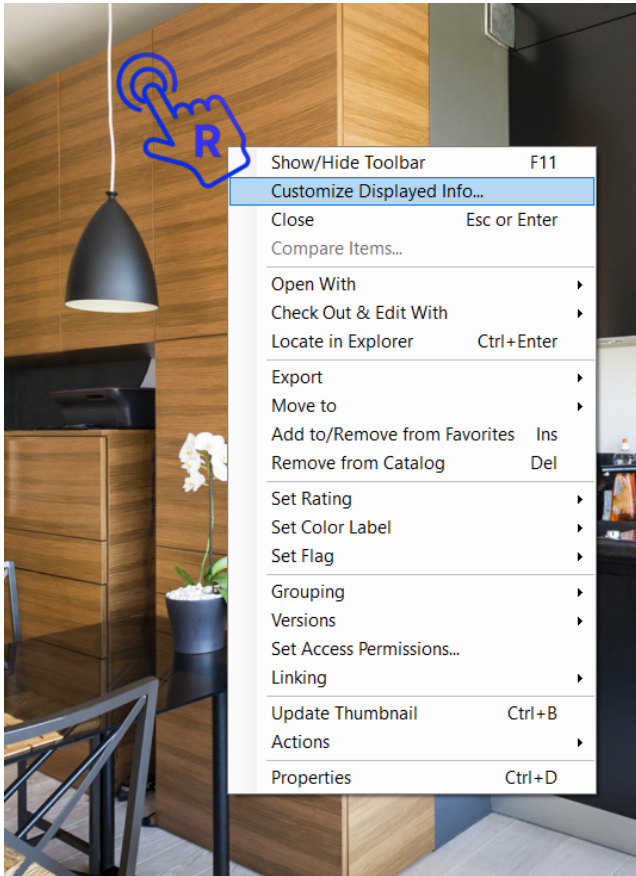 R
Show/Hide Toolbar F11
Customize Displayed Info...
Close Esc or Enter
Compare Items...
Open With
Check Out & Edit With
Locate in Explorer Ctrl+Enter
Export
Move to
Add to/Remove from Favorites Ins
Remove from Catalog Del
Set Rating
Set Color Label
Set Flag
Grouping
Versions
Set Access Permissions...
Linking
Update Thumbnail Ctrl+B
Actions
Properties Ctrl+D